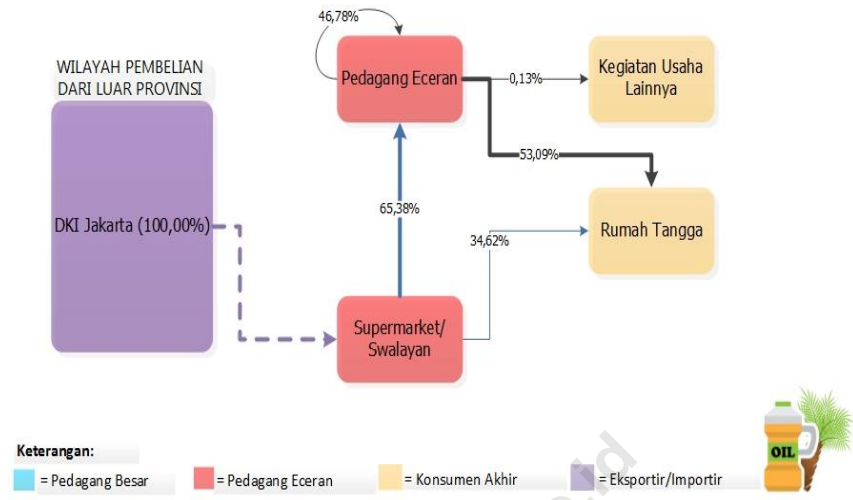 46,78%
WILAYAH PEMBELIAN
DARI LUAR PROVINSI
Pedagang Eceran
0,13%
Kegiatan Usaha
Lainnya
53,09%
DKI Jakarta (100,00%)
65,38%
34,62%
Rumah Tangga
Supermarket/
Swalayan
Keterangan:
= Pedagang Besar
= Pedagang Eceran
= Konsumen Akhir
= Eksportir/Importir
OIL
.id